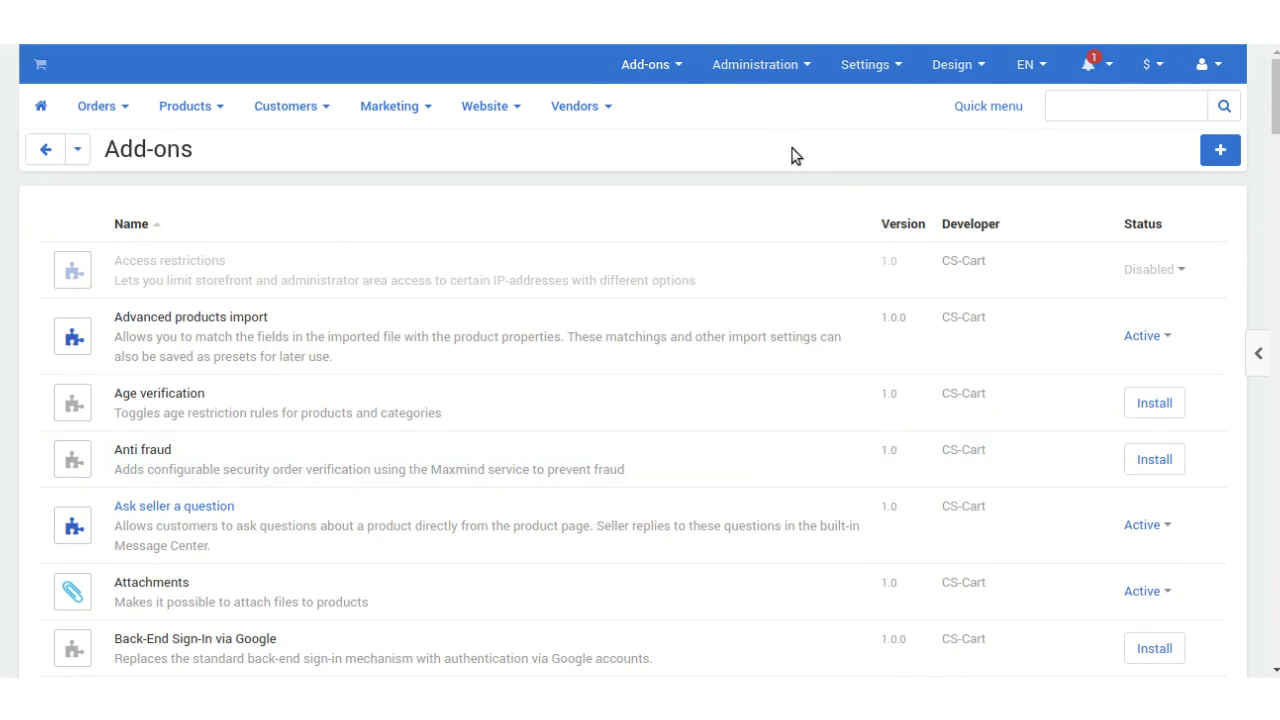 Add-ons Administration Settings Design EN 1 $
Orders Products Customers Marketing Website Vendors Quick menu
Add-ons
Name Version Developer Status
Access restrictions 1.0 CS-Cart Disabled
Lets you limit storefront and administrator area access to certain IP-addresses with different options
Advanced products import 1.0.0 CS-Cart Active
Allows you to match the fields in the imported file with the product properties. These matchings and other import settings can
also be saved as presets for later use.
Age verification 1.0 CS-Cart Install
Toggles age restriction rules for products and categories
Anti fraud 1.0 CS-Cart Install
Adds configurable security order verification using the Maxmind service to prevent fraud
Ask seller a question 1.0 CS-Cart Active
Allows customers to ask questions about a product directly from the product page. Seller replies to these questions in the built-in
Message Center.
Attachments 1.0 CS-Cart Active
Makes it possible to attach files to products
Back-End Sign-In via Google 1.0.0 CS-Cart Install
Replaces the standard back-end sign-in mechanism with authentication via Google accounts.